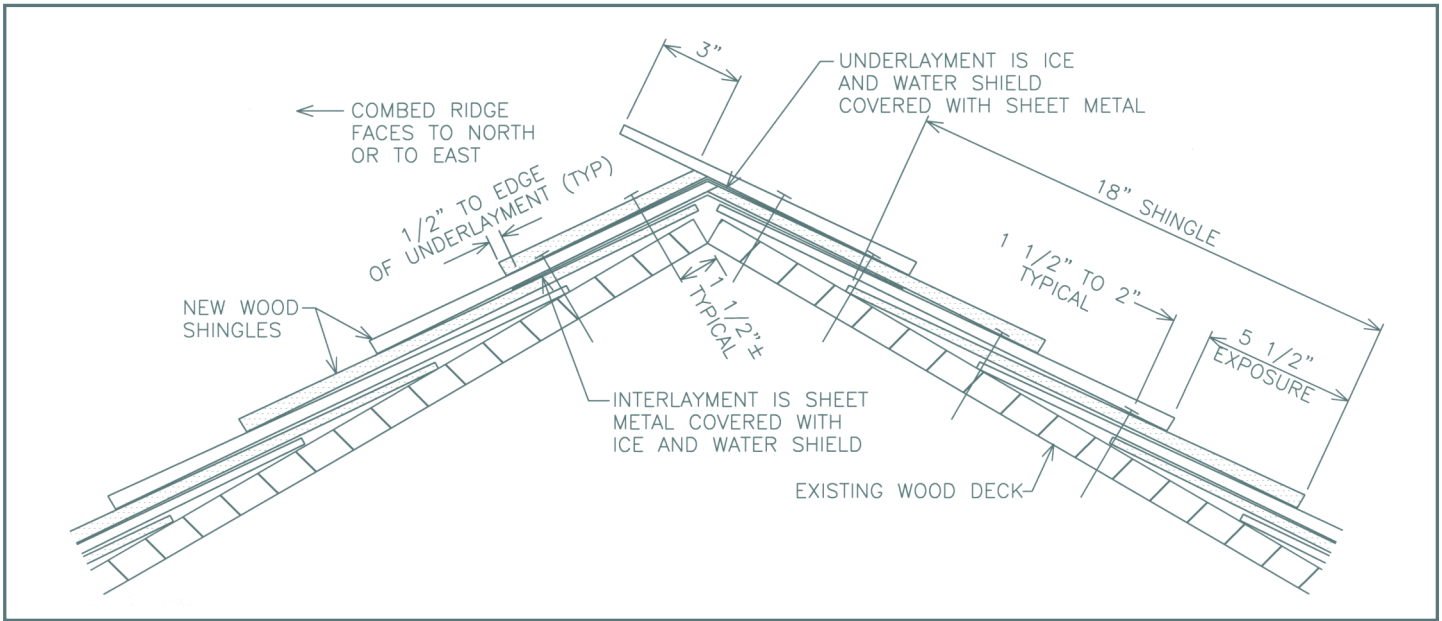 3"
UNDERLAYMENT IS ICE
AND WATER SHIELD
COVERED WITH SHEET METAL
COMBED RIDGE
FACES TO NORTH
OR TO EAST
1/2" TO EDGE
OF UNDERLAYMENT (TYP)
18" SHINGLE
1 1/2" TO 2"
TYPICAL
5 1/2"
EXPOSURE
NEW WOOD
SHINGLES
1 1/2"±
TYPICAL
INTERLAYMENT IS SHEET
METAL COVERED WITH
ICE AND WATER SHIELD
EXISTING WOOD DECK